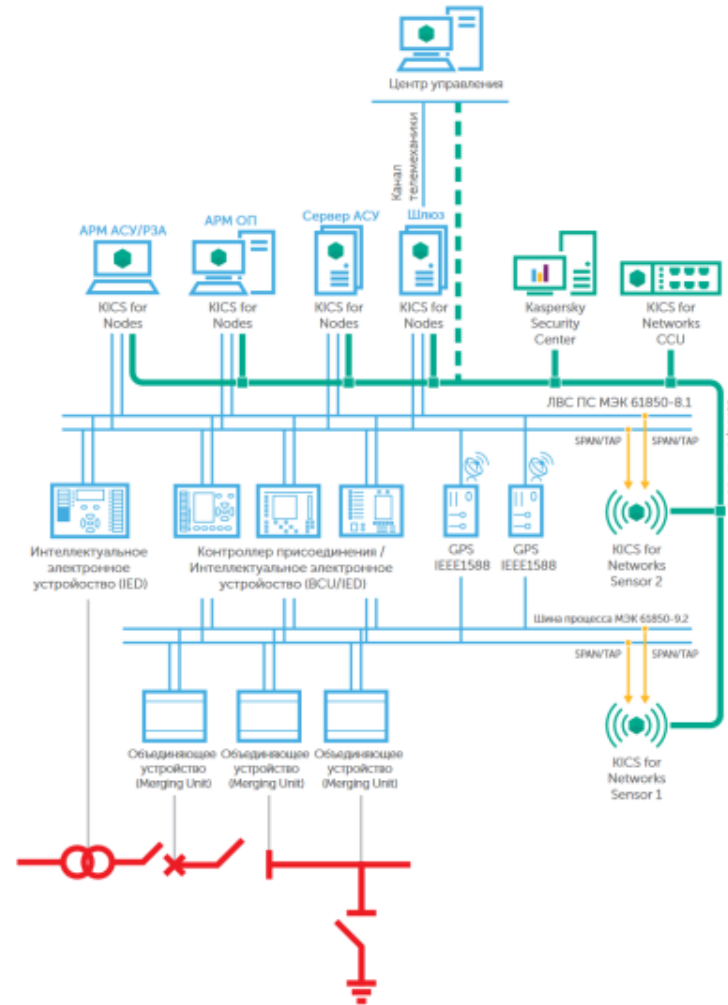 Центр управления
Канал
телемеханики
АРМ АСУ/РЗА
АРМ ОП
Сервер АСУ
Шлюз
KICS for
Nodes
KICS for
Nodes
KICS for
Nodes
KICS for
Nodes
Kaspersky
Security
Center
KICS for
Networks
CCU
ЛВС ПС МЭК 61850-8.1
SPAN/TAP
SPAN/TAP
Интеллектуальное
электронное
устройоство (IED)
Контроллер присоединения /
Интеллектуальное электронное
устройоство (BCU/IED)
GPS
IEEE1588
GPS
IEEE1588
KICS for
Networks
Sensor 2
Шина процесса МЭК 61850-9.2
SPAN/TAP
SPAN/TAP
Объединяющее
устройство
(Merging Unit)
Объединяющее
устройство
(Merging Unit)
Объединяющее
устройство
(Merging Unit)
KICS for
Networks
Sensor 1